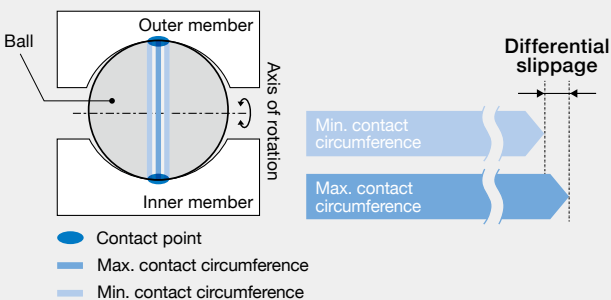 Outer member
Ball
Axis of rotation
Inner member
Contact point
Max. contact circumference
Min. contact circumference
Differential
slippage
Min. contact
circumference
Max. contact
circumference